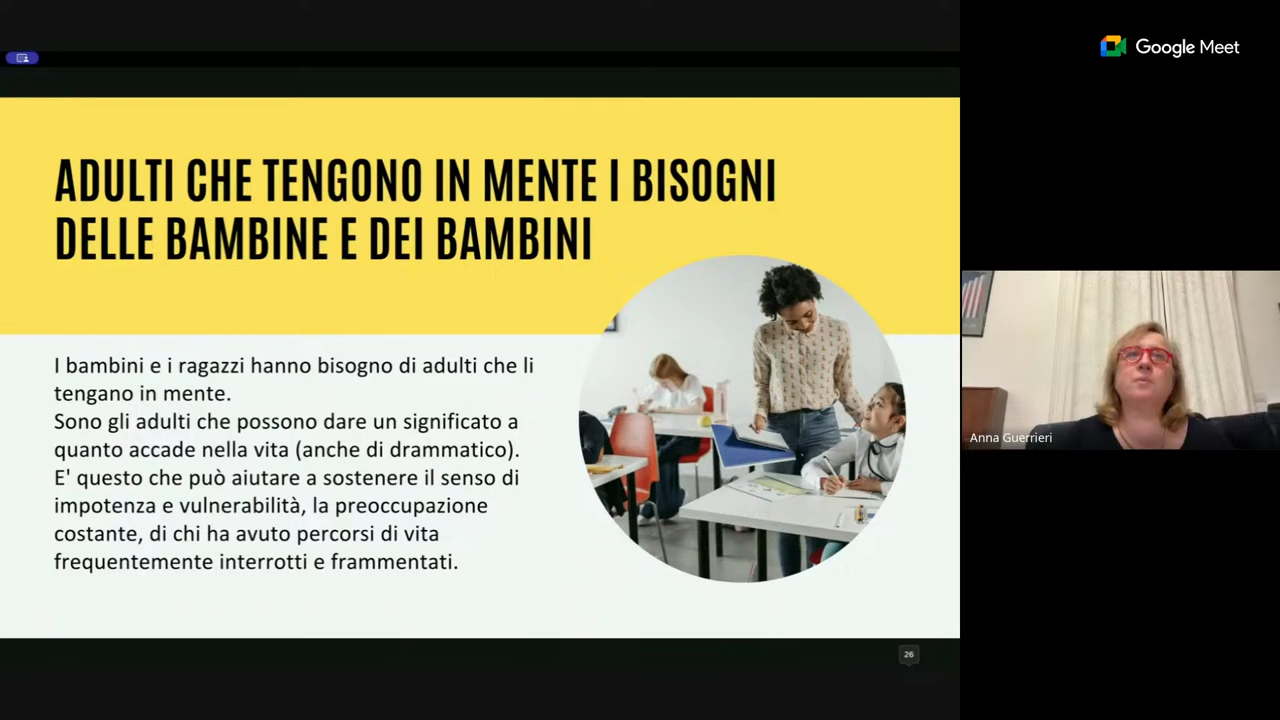 Google Meet
ADULTI CHE TENGONO IN MENTE I BISOGNI
DELLE BAMBINE E DEI BAMBINI
I bambini e i ragazzi hanno bisogno di adulti che li
tengano in mente.
Sono gli adulti che possono dare un significato a
quanto accade nella vita (anche di drammatico).
E' questo che può aiutare a sostenere il senso di
impotenza e vulnerabilità, la preoccupazione
costante, di chi ha avuto percorsi di vita
frequentemente interrotti e frammentati.
Anna Guerrieri
26